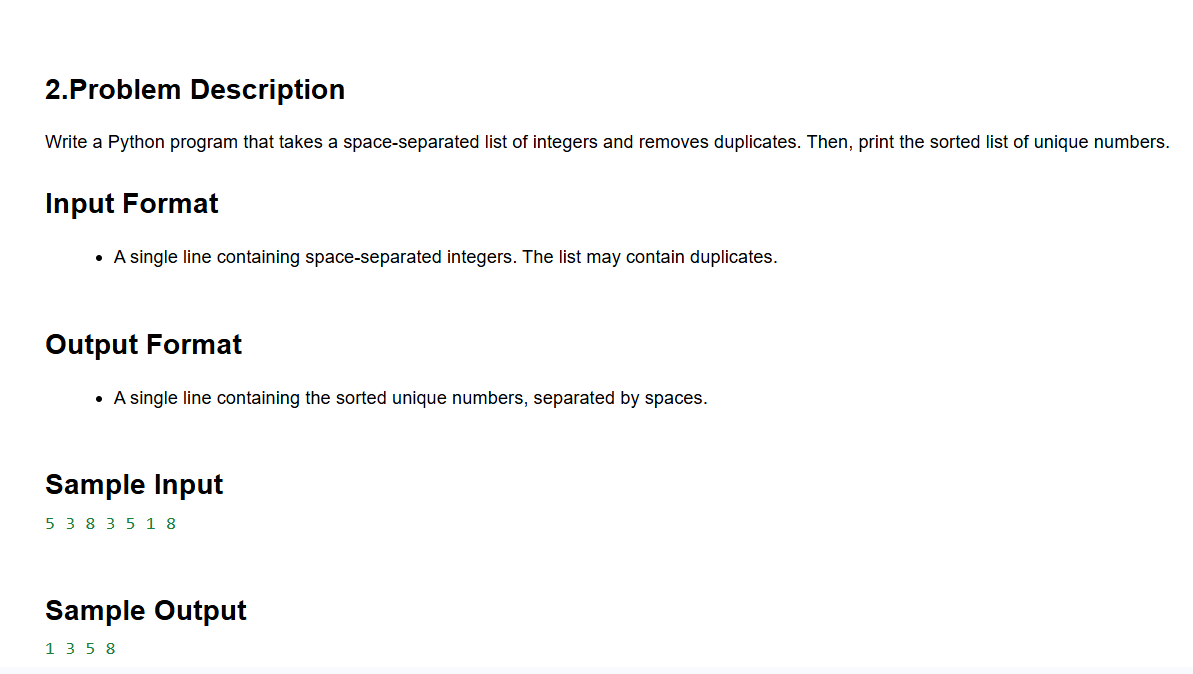 2.Problem Description
Write a Python program that takes a space-separated list of integers and removes duplicates. Then, print the sorted list of unique numbers.
Input Format
• A single line containing space-separated integers. The list may contain duplicates.
Output Format
• A single line containing the sorted unique numbers, separated by spaces.
Sample Input
5 3 8 3 5 1 8
Sample Output
1 3 5 8